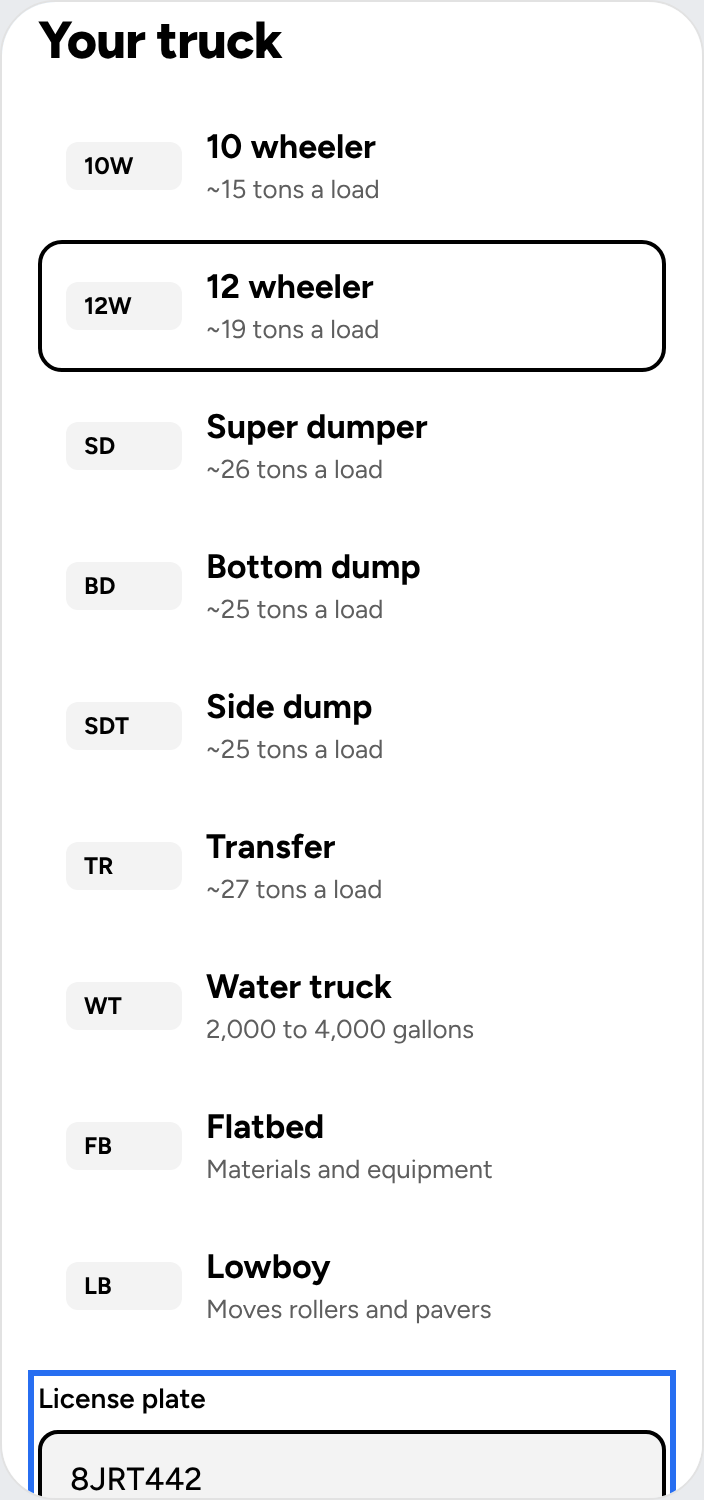 Your truck
10W
10 wheeler
~15 tons a load
12W
12 wheeler
~19 tons a load
SD
Super dumper
~26 tons a load
BD
Bottom dump
~25 tons a load
SDT
Side dump
~25 tons a load
TR
Transfer
~27 tons a load
WT
Water truck
2,000 to 4,000 gallons
FB
Flatbed
Materials and equipment
LB
Lowboy
Moves rollers and pavers
License plate
8JRT442